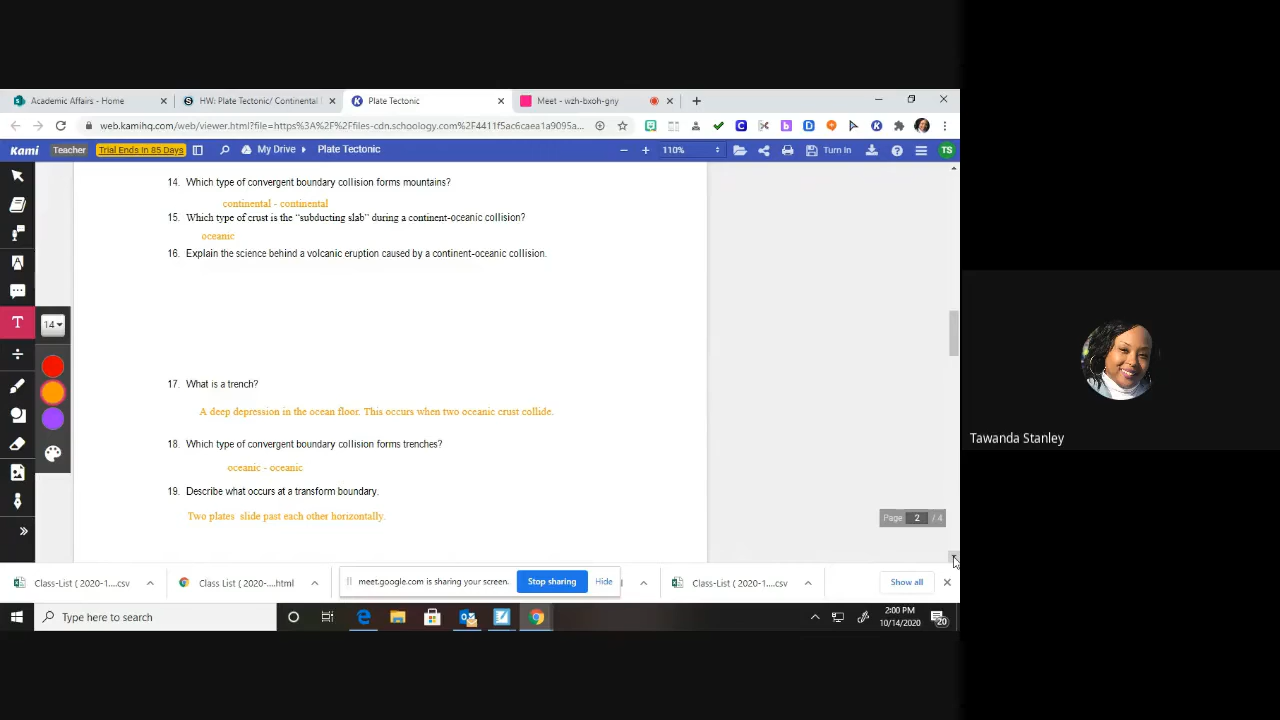 Academic Affairs - Home
HW: Plate Tectonic/ Continental
Plate Tectonic
Meet - wzh-bxoh-gny
web.kamihq.com/web/viewer.html?file=https%3A%2F%2Ffiles-cdn.schoology.com%2F4411f5ac6caea1a9095a...
Kami Teacher Trial Ends In 85 Days My Drive Plate Tectonic 110% Turn In TS
14. Which type of convergent boundary collision forms mountains?
continental - continental
15. Which type of crust is the “subducting slab” during a continent-oceanic collision?
oceanic
16. Explain the science behind a volcanic eruption caused by a continent-oceanic collision.
14
17. What is a trench?
A deep depression in the ocean floor. This occurs when two oceanic crust collide.
18. Which type of convergent boundary collision forms trenches?
oceanic - oceanic
19. Describe what occurs at a transform boundary.
Two plates slide past each other horizontally.
Page 2 / 4
Tawanda Stanley
Class-List ( 2020-1....csv
Class List ( 2020-....html
meet.google.com is sharing your screen. Stop sharing Hide
Class-List ( 2020-1....csv
Show all
Type here to search
2:00 PM
10/14/2020
20